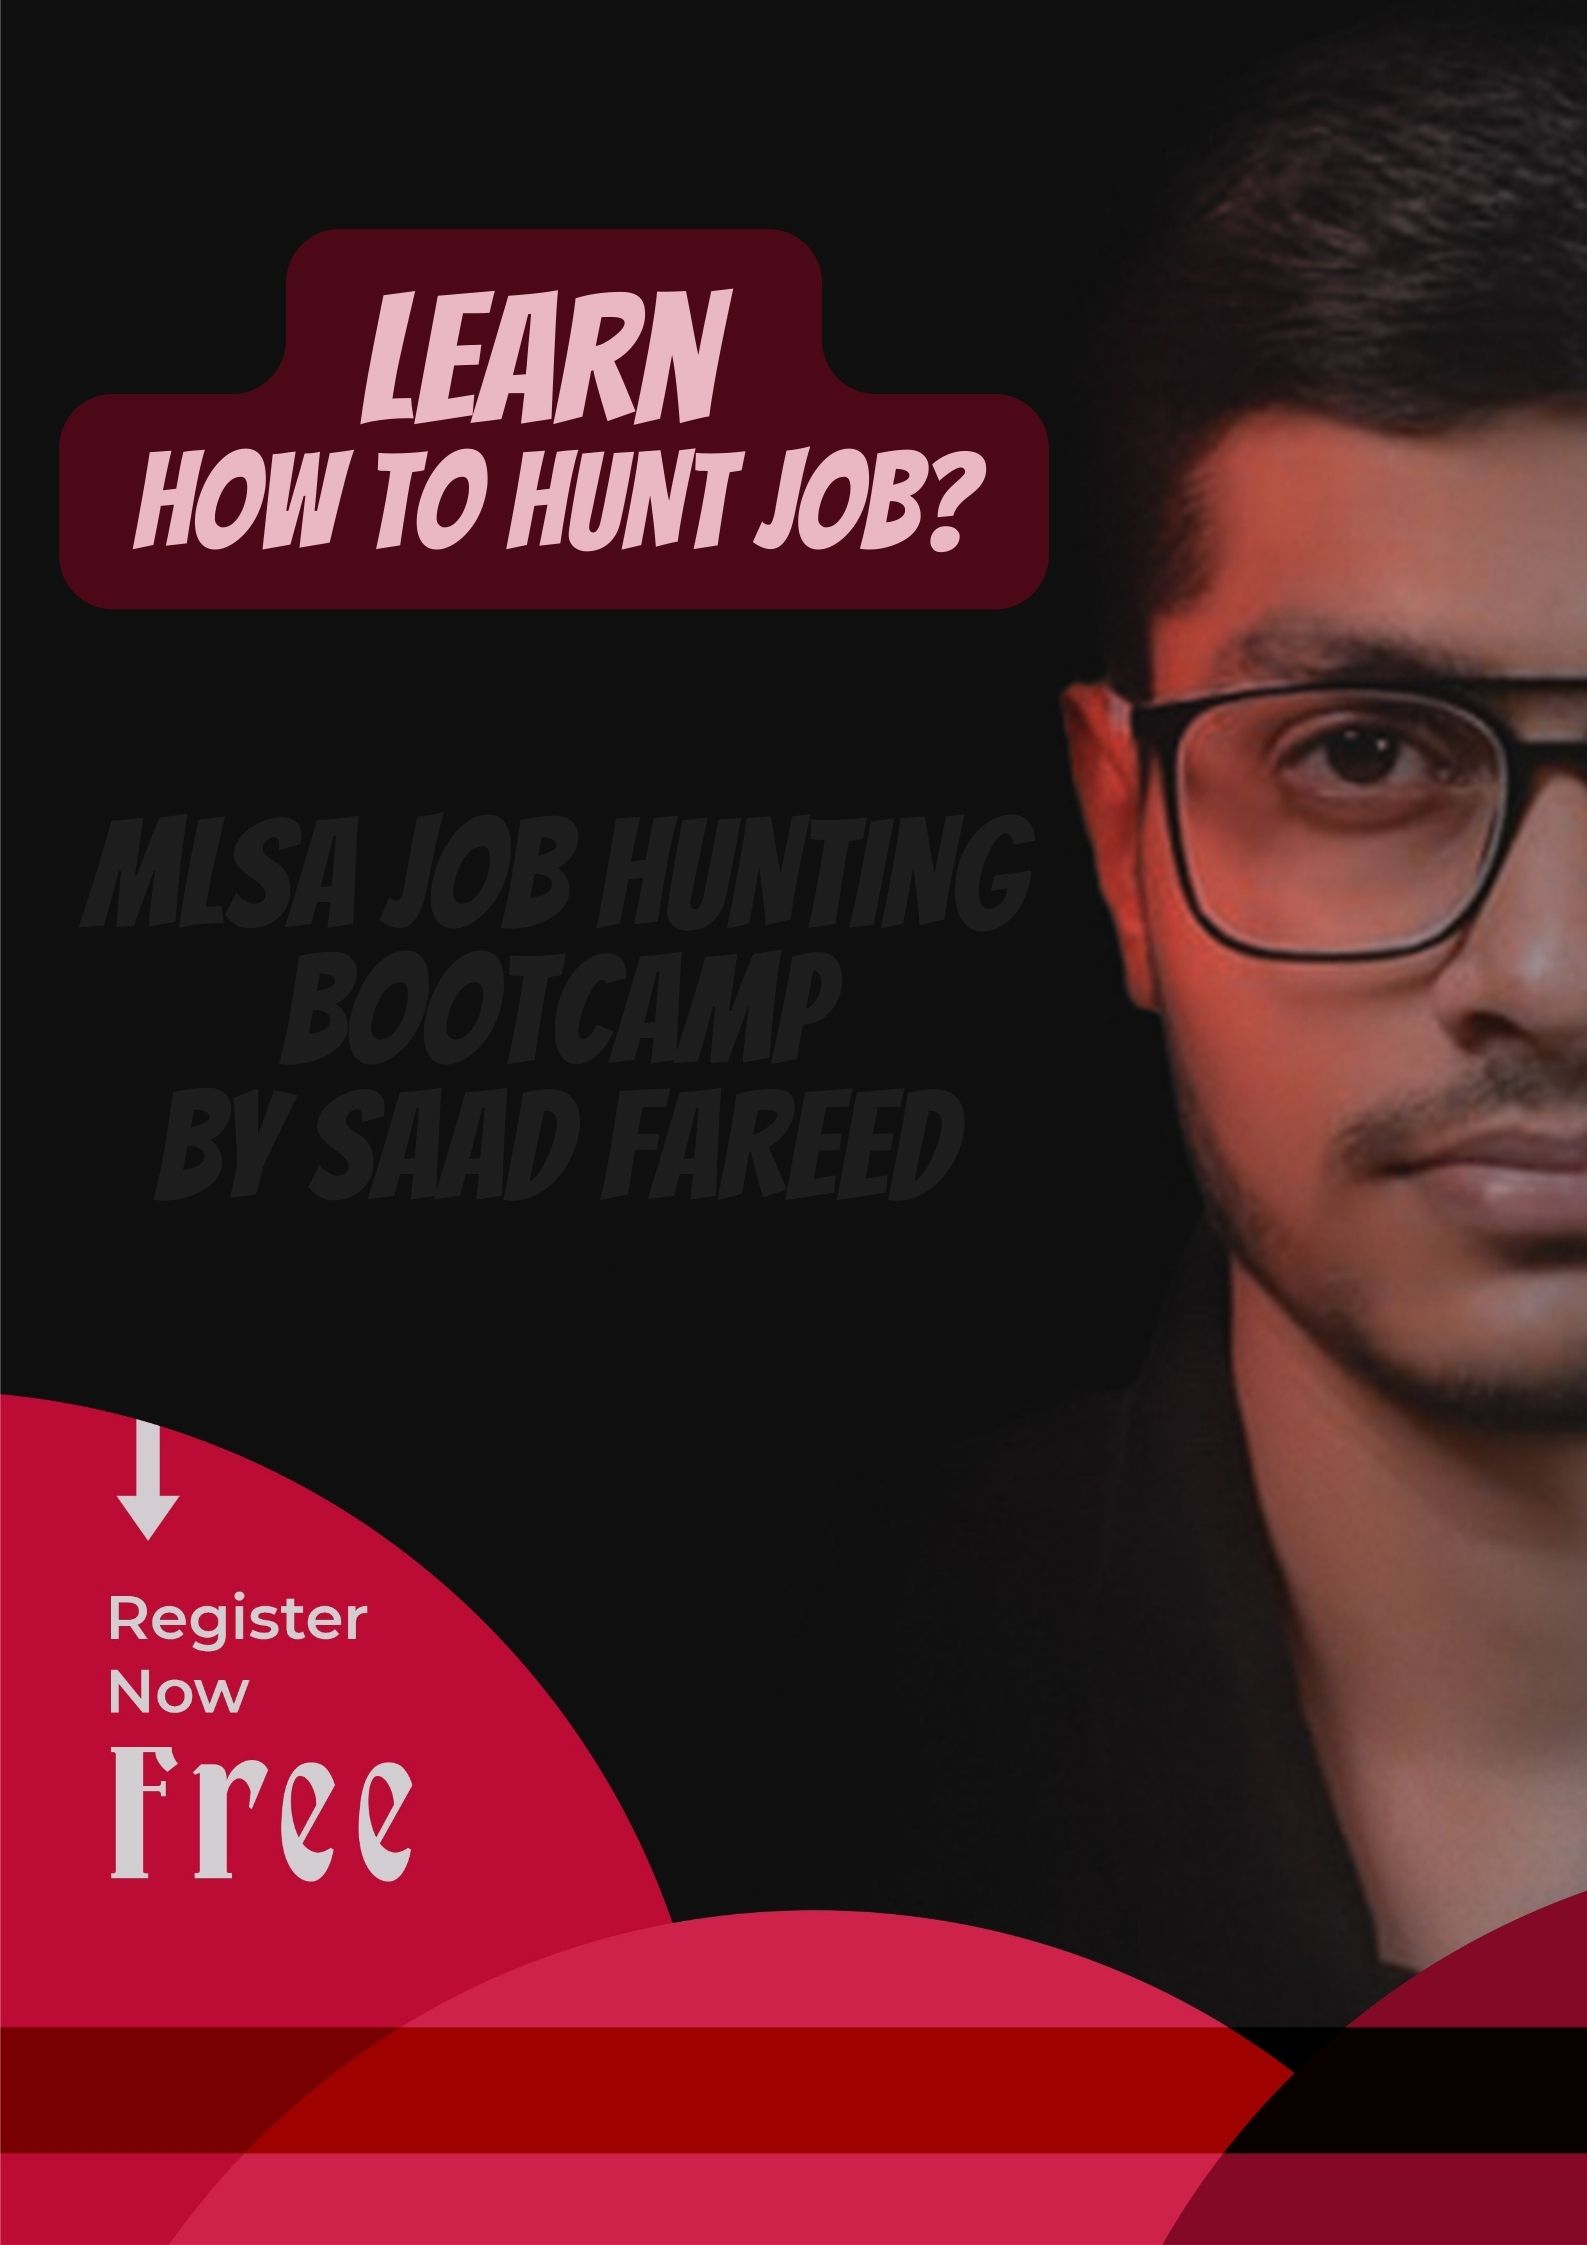 LEARN
HOW TO HUNT JOB?
MLSA JOB HUNTING
BOOTCAMP
BY SAAD FAREED
Register
Now
Free